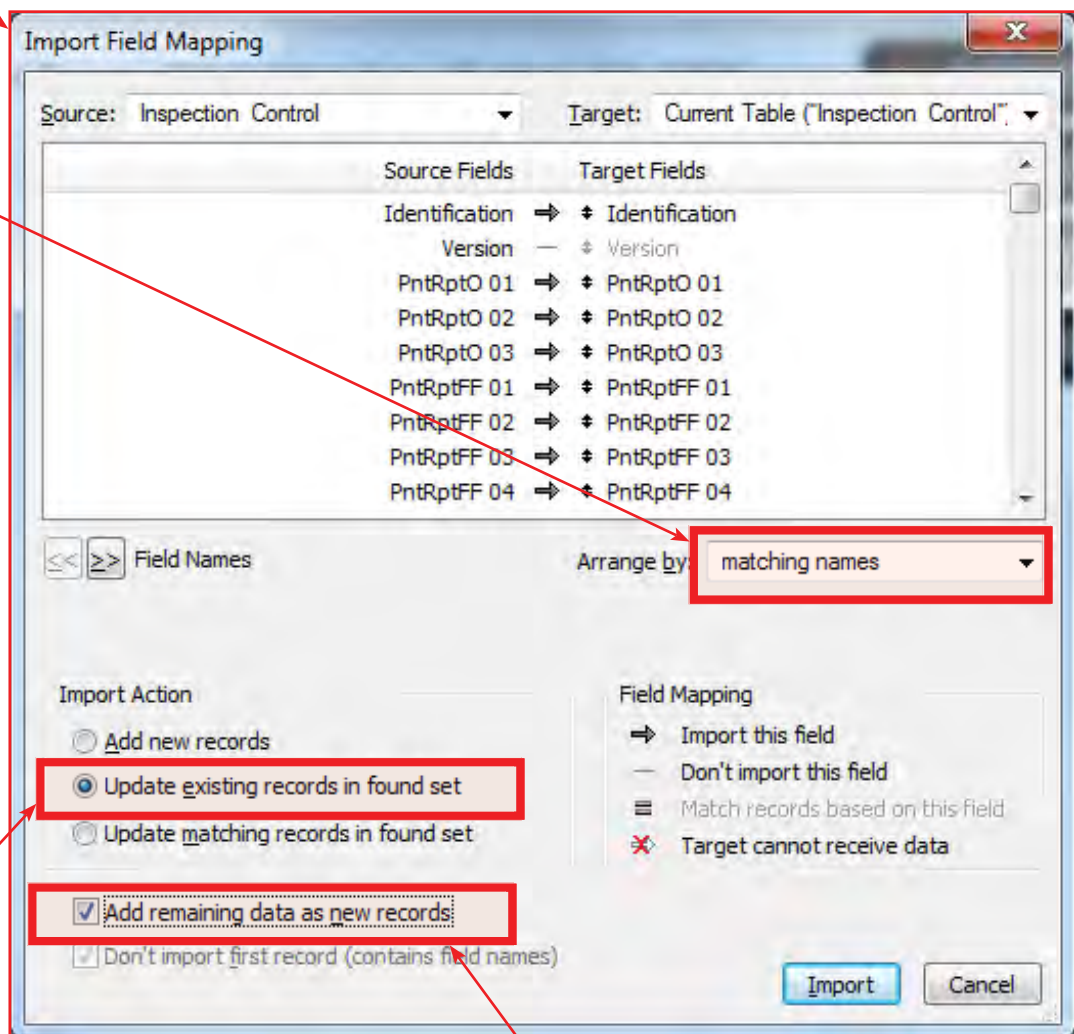 Import Field Mapping
Source: Inspection Control Target: Current Table ("Inspection Control")
Source Fields Target Fields
Identification Identification
Version Version
PntRptO 01 PntRptO 01
PntRptO 02 PntRptO 02
PntRptO 03 PntRptO 03
PntRptFF 01 PntRptFF 01
PntRptFF 02 PntRptFF 02
PntRptFF 03 PntRptFF 03
PntRptFF 04 PntRptFF 04
<< >> Field Names Arrange by: matching names
Import Action Field Mapping
Add new records Import this field
Update existing records in found set Don't import this field
Match records based on this field
Update matching records in found set Target cannot receive data
Add remaining data as new records
Don't import first record (contains field names)
Import Cancel